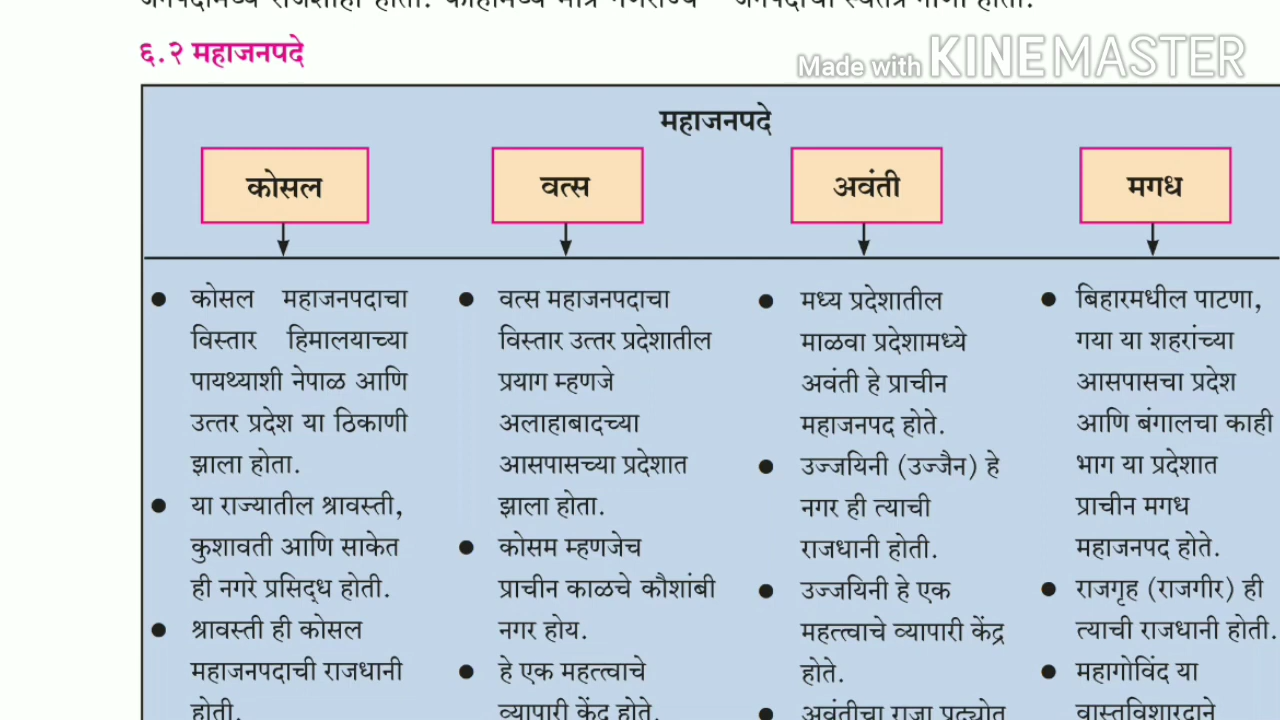 ६.२ महाजनपदे
Made with KINEMASTER
महाजनपदे
कोसल
वत्स
अवंती
मगध
● कोसल महाजनपदाचा
विस्तार हिमालयाच्या
पायथ्याशी नेपाळ आणि
उत्तर प्रदेश या ठिकाणी
झाला होता.
● या राज्यातील श्रावस्ती,
कुशावती आणि साकेत
ही नगरे प्रसिद्ध होती.
● श्रावस्ती ही कोसल
महाजनपदाची राजधानी
होती.
● वत्स महाजनपदाचा
विस्तार उत्तर प्रदेशातील
प्रयाग म्हणजे
अलाहाबादच्या
आसपासच्या प्रदेशात
झाला होता.
● कोसम म्हणजेच
प्राचीन काळचे कौशांबी
नगर होय.
● हे एक महत्त्वाचे
व्यापारी केंद्र होते.
● मध्य प्रदेशातील
माळवा प्रदेशामध्ये
अवंती हे प्राचीन
महाजनपद होते.
● उज्जयिनी (उज्जैन) हे
नगर ही त्याची
राजधानी होती.
● उज्जयिनी हे एक
महत्त्वाचे व्यापारी केंद्र
होते.
● अवंतीचा राजा प्रद्योत
● बिहारमधील पाटणा,
गया या शहरांच्या
आसपासचा प्रदेश
आणि बंगालचा काही
भाग या प्रदेशात
प्राचीन मगध
महाजनपद होते.
● राजगृह (राजगीर) ही
त्याची राजधानी होती.
● महागोविंद या
वास्तुविशारदाने